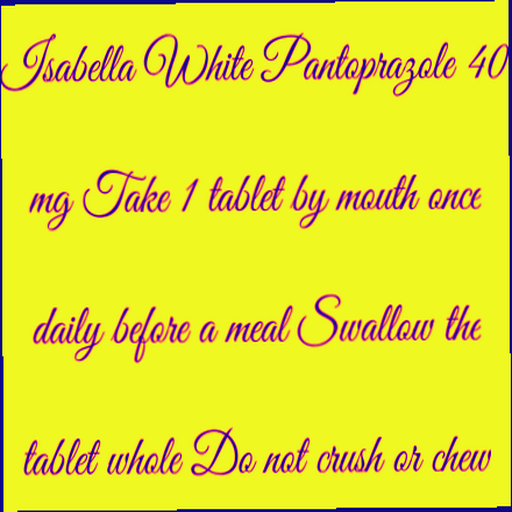 Isabella White Pantoprazole 40
mg Take 1 tablet by mouth once
daily before a meal Swallow the
tablet whole Do not crush or chew